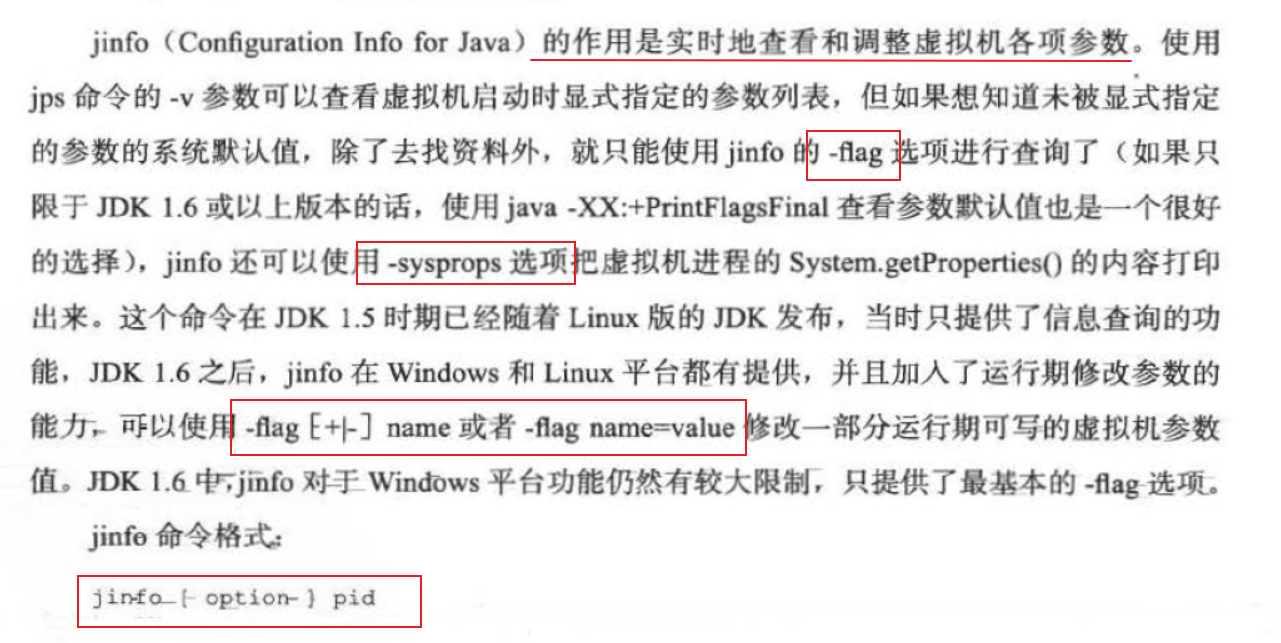 jinfo（Configuration Info for Java）的作用是实时地查看和调整虚拟机各项参数。使用
jps 命令的 -v 参数可以查看虚拟机启动时显式指定的参数列表，但如果想知道未被显式指定
的参数的系统默认值，除了去找资料外，就只能使用 jinfo 的 -flag 选项进行查询了（如果只
限于 JDK 1.6 或以上版本的话，使用 java -XX:+PrintFlagsFinal 查看参数默认值也是一个很好
的选择），jinfo 还可以使用 -sysprops 选项把虚拟机进程的 System.getProperties() 的内容打印
出来。这个命令在 JDK 1.5 时期已经随着 Linux 版的 JDK 发布，当时只提供了信息查询的功
能，JDK 1.6 之后，jinfo 在 Windows 和 Linux 平台都有提供，并且加入了运行期修改参数的
能力，可以使用 -flag [+|-] name 或者 -flag name=value 修改一部分运行期可写的虚拟机参数
值。JDK 1.6 中，jinfo 对于 Windows 平台功能仍然有较大限制，只提供了最基本的 -flag 选项。
jinfo 命令格式：
jinfo [ option ] pid